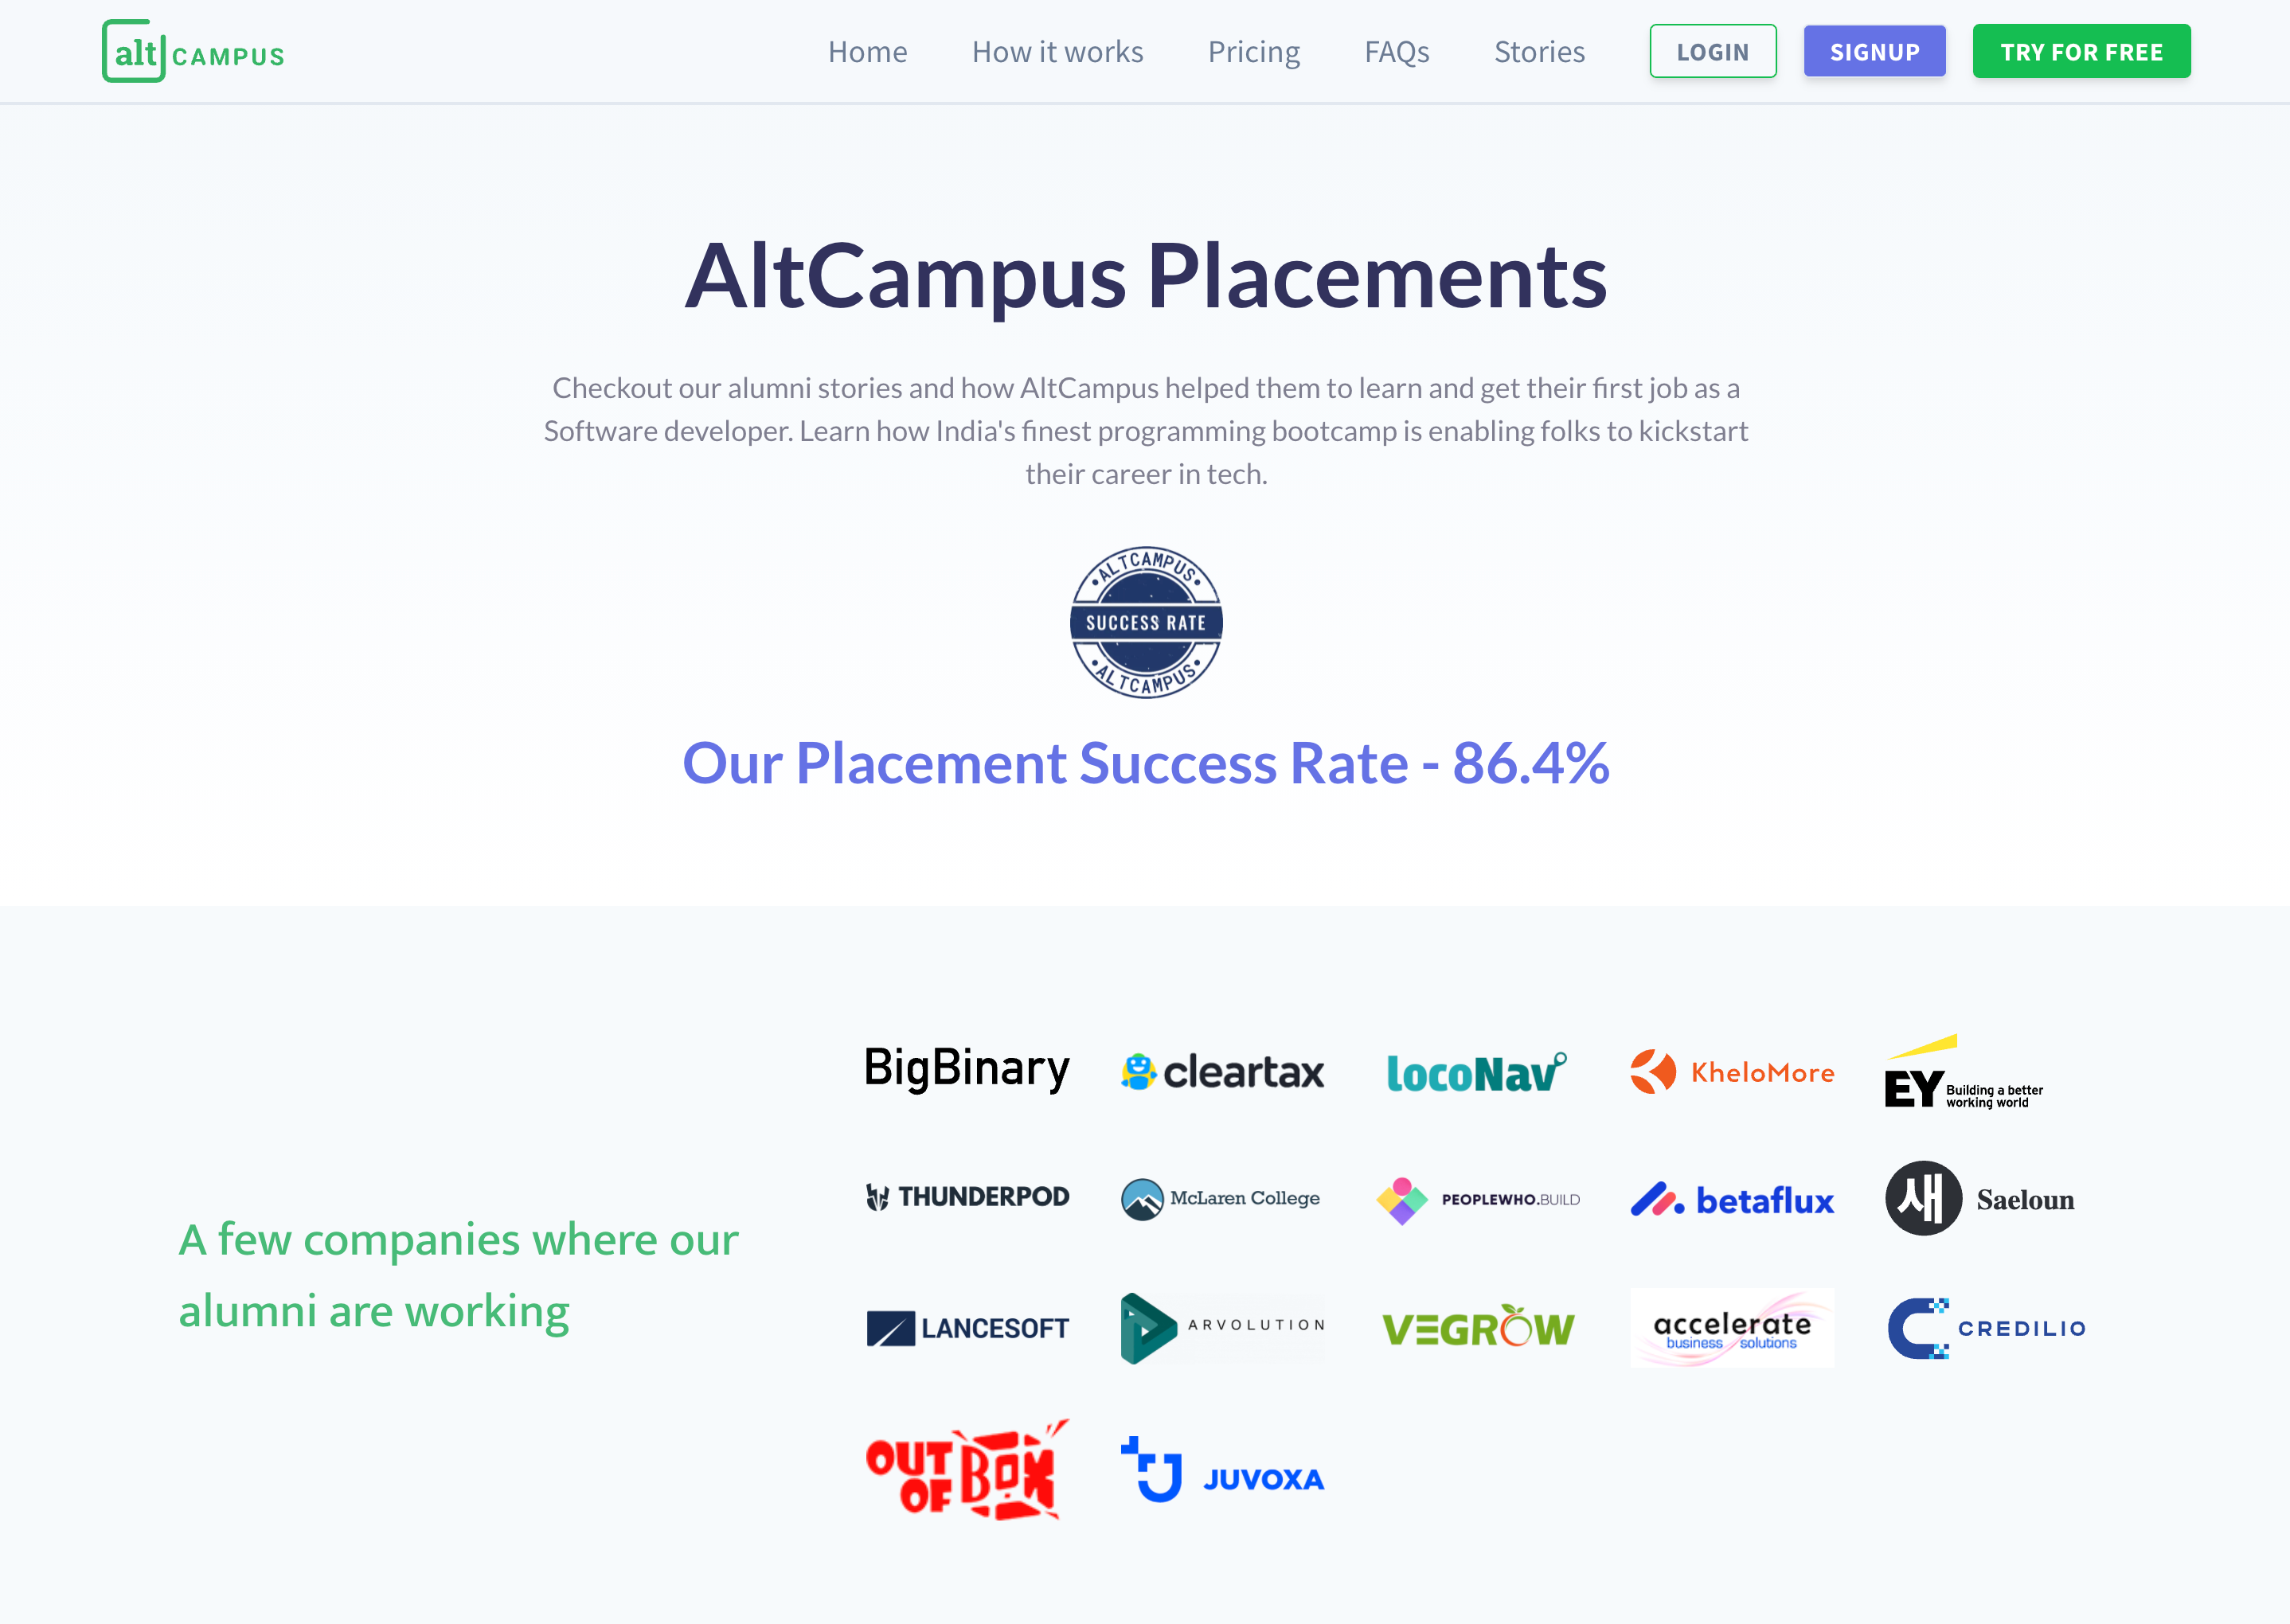 alt CAMPUS
Home How it works Pricing FAQs Stories LOGIN SIGNUP TRY FOR FREE
AltCampus Placements
Checkout our alumni stories and how AltCampus helped them to learn and get their first job as a
Software developer. Learn how India's finest programming bootcamp is enabling folks to kickstart
their career in tech.
ALTCAMPUS
SUCCESS RATE
ALTCAMPUS
Our Placement Success Rate - 86.4%
A few companies where our
alumni are working
BigBinary
cleartax
locoNav
KheloMore
EY Building a better
working world
THUNDERPOD
McLaren College
PEOPLEWHO.BUILD
betaflux
새 Saeloun
LANCESOFT
ARVOLUTION
VEGROW
accelerate
business solutions
CREDILIO
OUT
OF BOX
JUVOXA